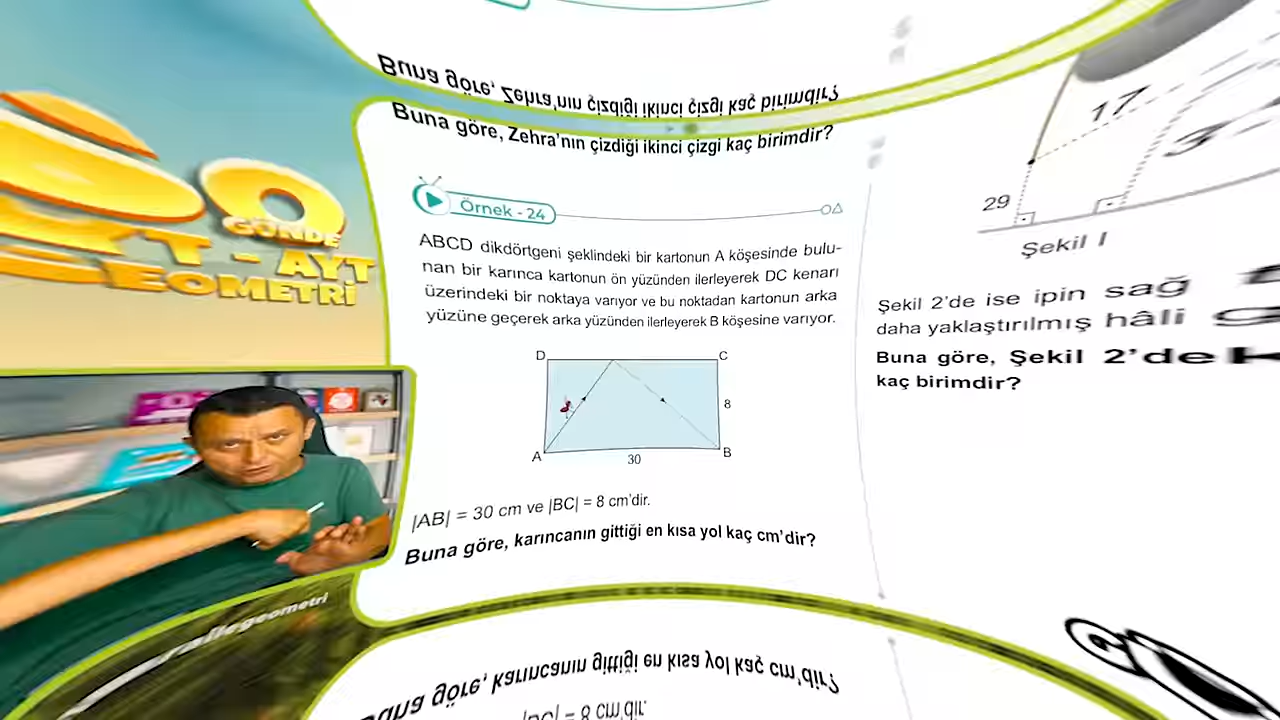 Buna göre, Zehra'nın çizdiği ikinci çizgi kaç birimdir?
Buna göre, Zehra'nın çizdiği ikinci çizgi kaç birimdir?
GÜNDE
AYT
GEOMETRİ
Örnek - 24
ABCD dikdörtgeni şeklindeki bir kartonun A köşesinde bulu-
nan bir karınca kartonun ön yüzünden ilerleyerek DC kenarı
üzerindeki bir noktaya varıyor ve bu noktadan kartonun arka
yüzüne geçerek arka yüzünden ilerleyerek B köşesine varıyor.
D
C
8
A
B
30
|AB| = 30 cm ve |BC| = 8 cm'dir.
Buna göre, karıncanın gittiği en kısa yol kaç cm'dir?
17
3
29
Şekil I
Şekil 2'de ise ipin sağ
daha yaklaştırılmış hâli
Buna göre, Şekil 2'de
kaç birimdir?
geometri
Buna göre, karıncanın gittiği en kısa yol kaç cm'dir?
= 8 cm'dir.